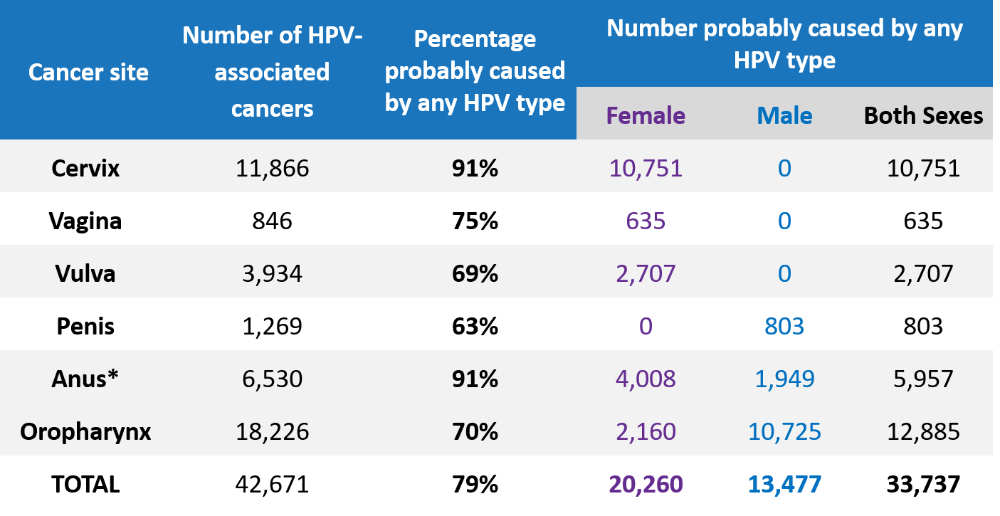 Cancer site
Number of HPV-
associated
cancers
Percentage
probably caused
by any HPV type
Number probably caused by any
HPV type
Female Male Both Sexes
Cervix 11,866 91% 10,751 0 10,751
Vagina 846 75% 635 0 635
Vulva 3,934 69% 2,707 0 2,707
Penis 1,269 63% 0 803 803
Anus* 6,530 91% 4,008 1,949 5,957
Oropharynx 18,226 70% 2,160 10,725 12,885
TOTAL 42,671 79% 20,260 13,477 33,737